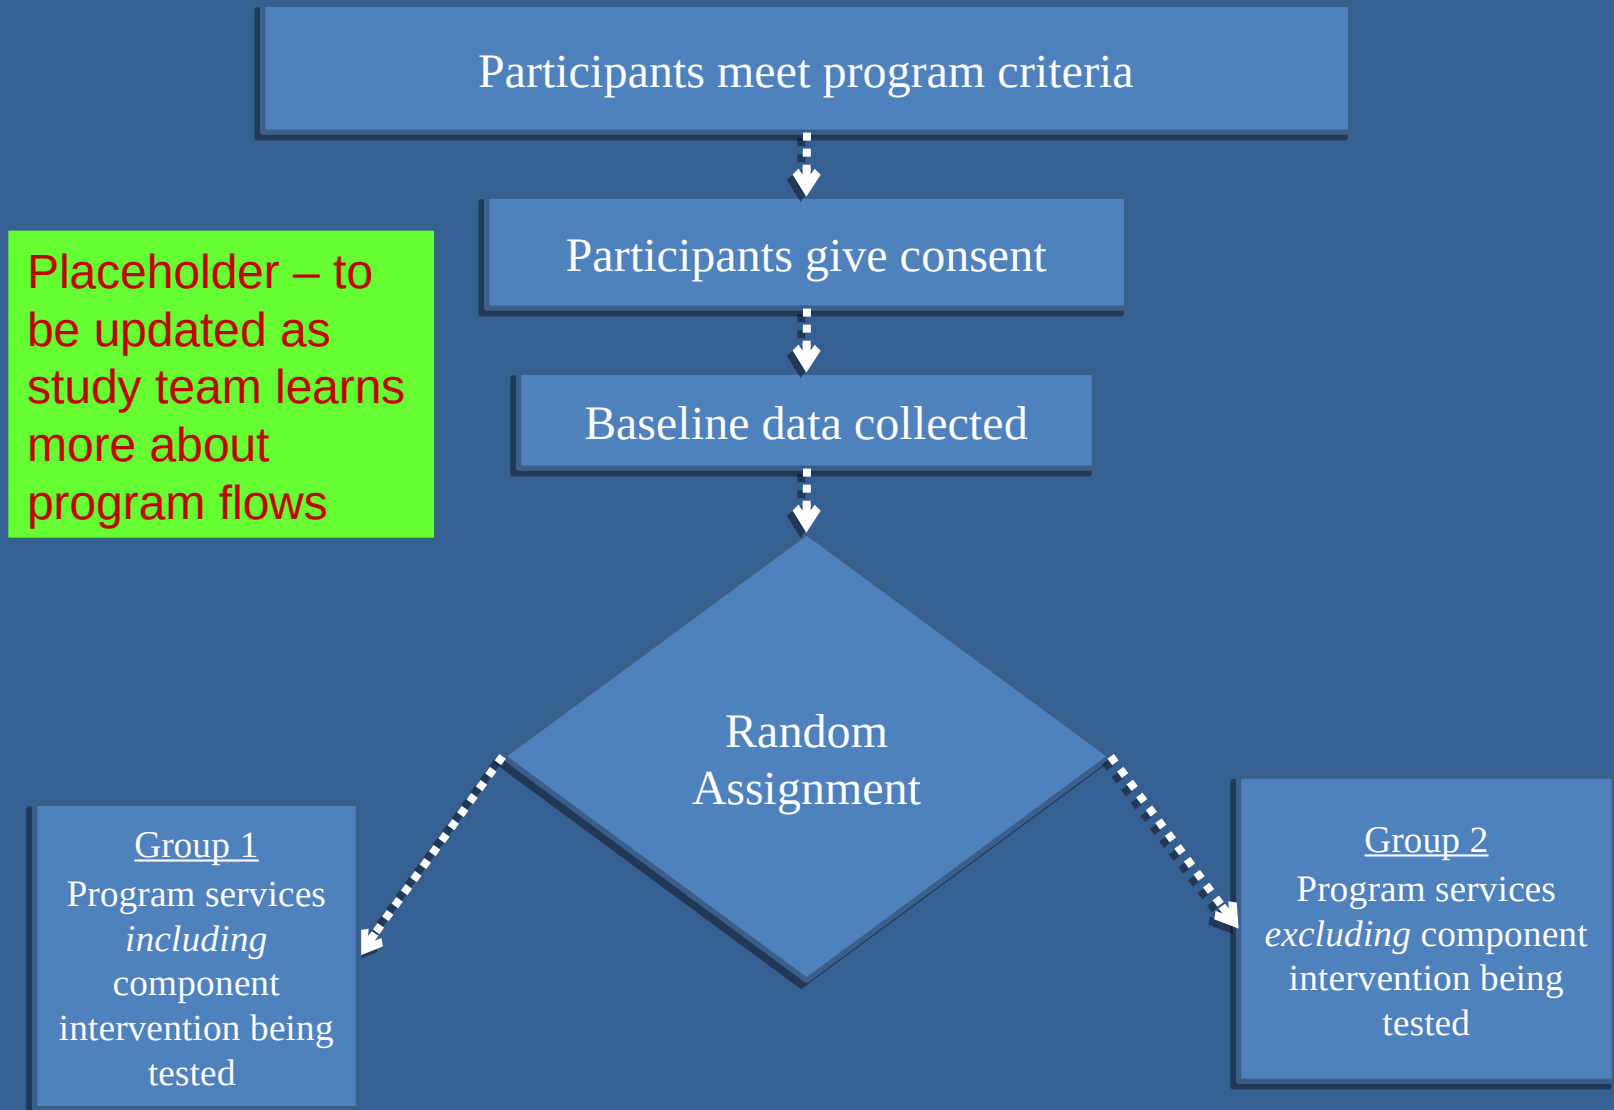 Participants meet program criteria
Participants give consent
Placeholder – to
be updated as
study team learns
more about
program flows
Baseline data collected
Random
Assignment
Group 1
Program services
including
component
intervention being
tested
Group 2
Program services
excluding component
intervention being
tested